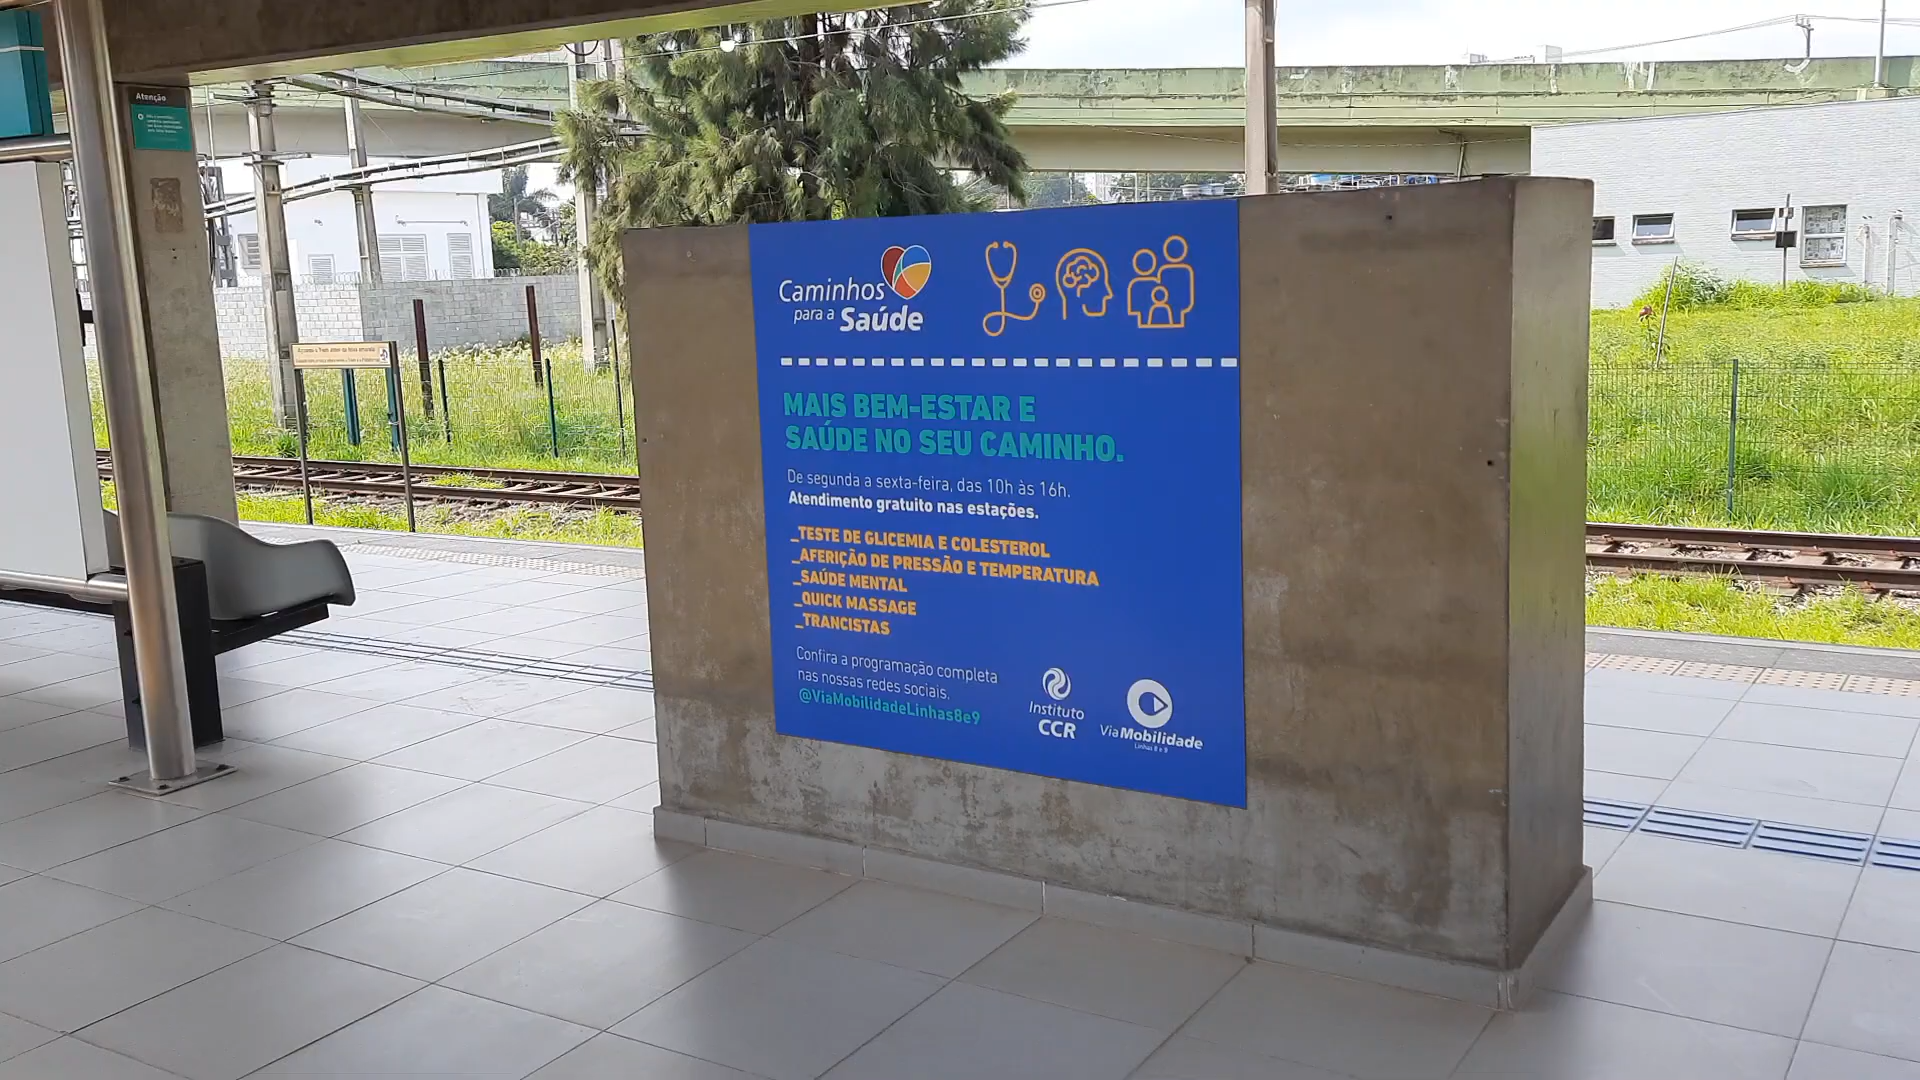 Atenção
Caminhos
para a Saúde
MAIS BEM-ESTAR E
SAÚDE NO SEU CAMINHO.
De segunda a sexta-feira, das 10h às 16h.
Atendimento gratuito nas estações.
_TESTE DE GLICEMIA E COLESTEROL
_AFERIÇÃO DE PRESSÃO E TEMPERATURA
_SAÚDE MENTAL
_QUICK MASSAGE
_TRANCISTAS
Confira a programação completa
nas nossas redes sociais.
@ViaMobilidadeLinhas8e9
Instituto
CCR
ViaMobilidade
Linhas 8 e 9